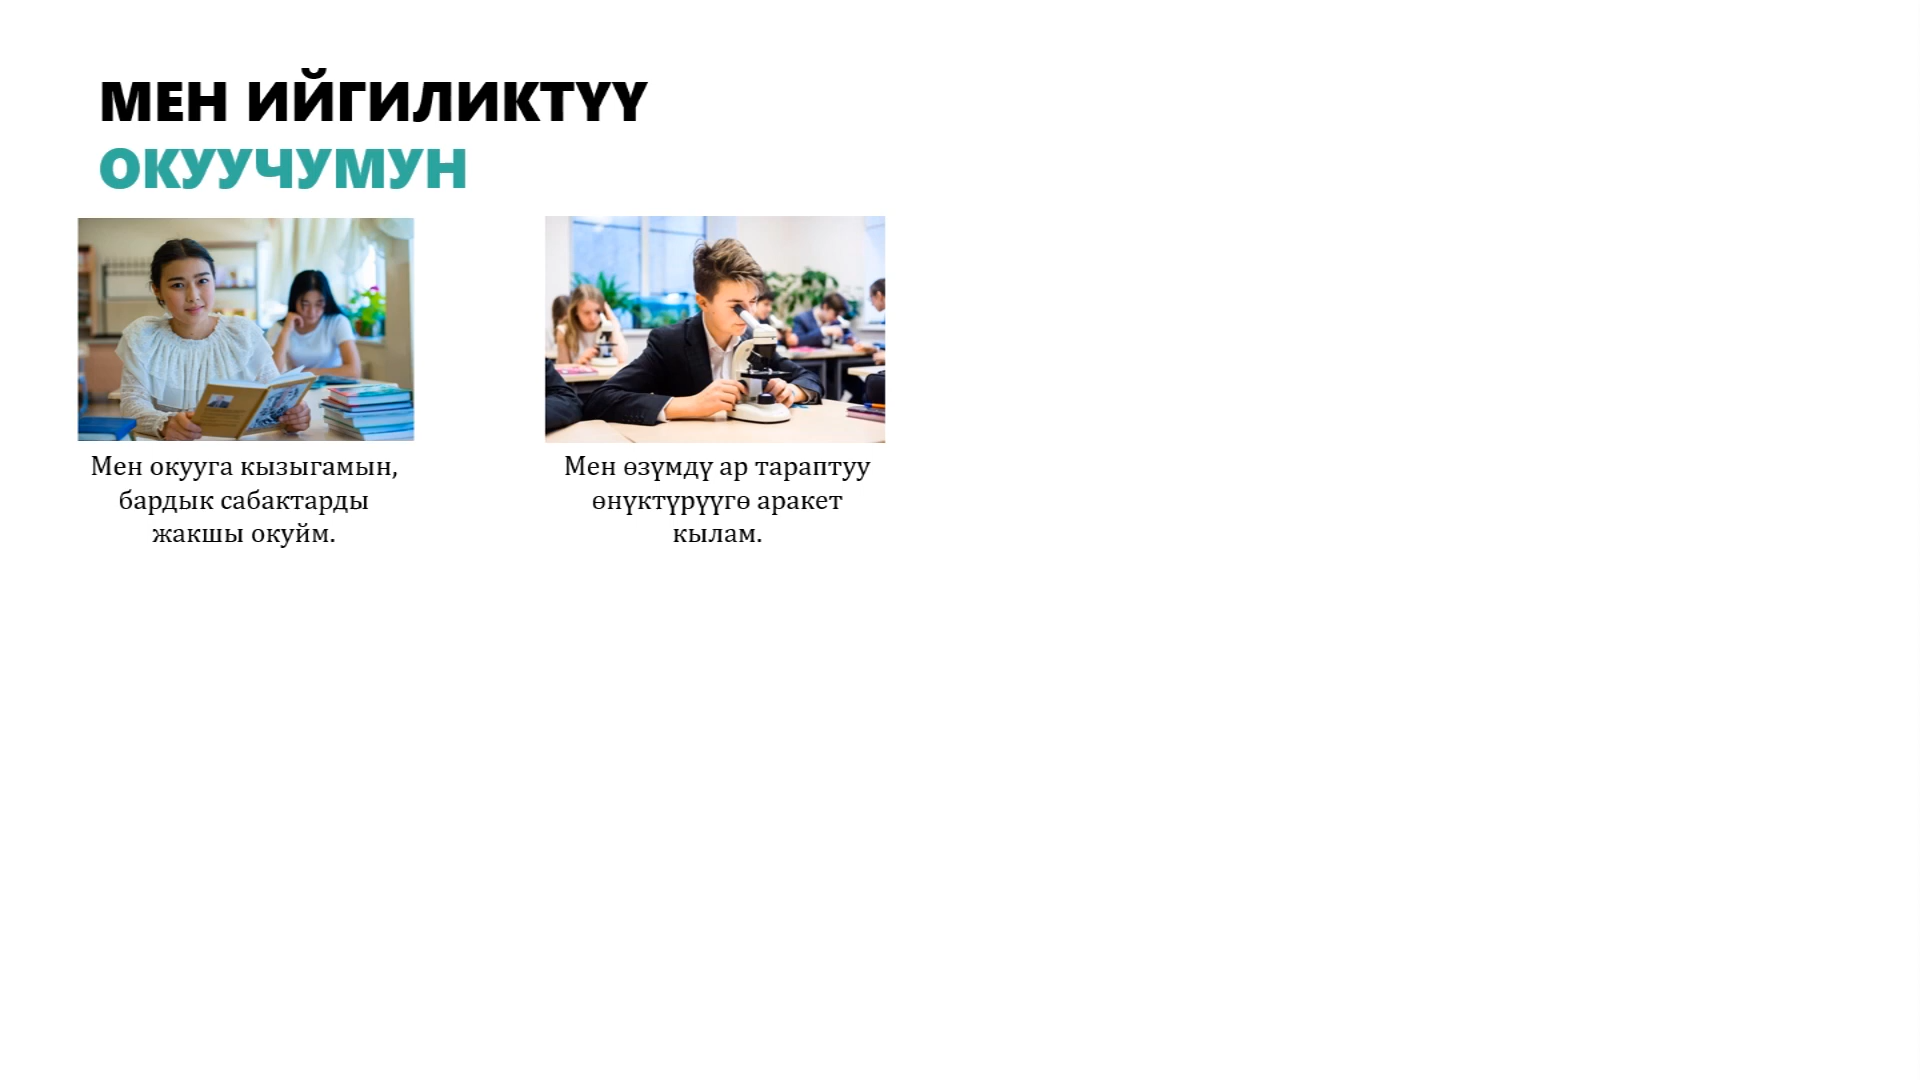 МЕН ИЙГИЛИКТҮҮ
ОКУУЧУМУН
Мен окууга кызыгамын,
бардык сабактарды
жакшы окуйм.
Мен өзүмдү ар тараптуу
өнүктүрүүгө аракет
кылам.